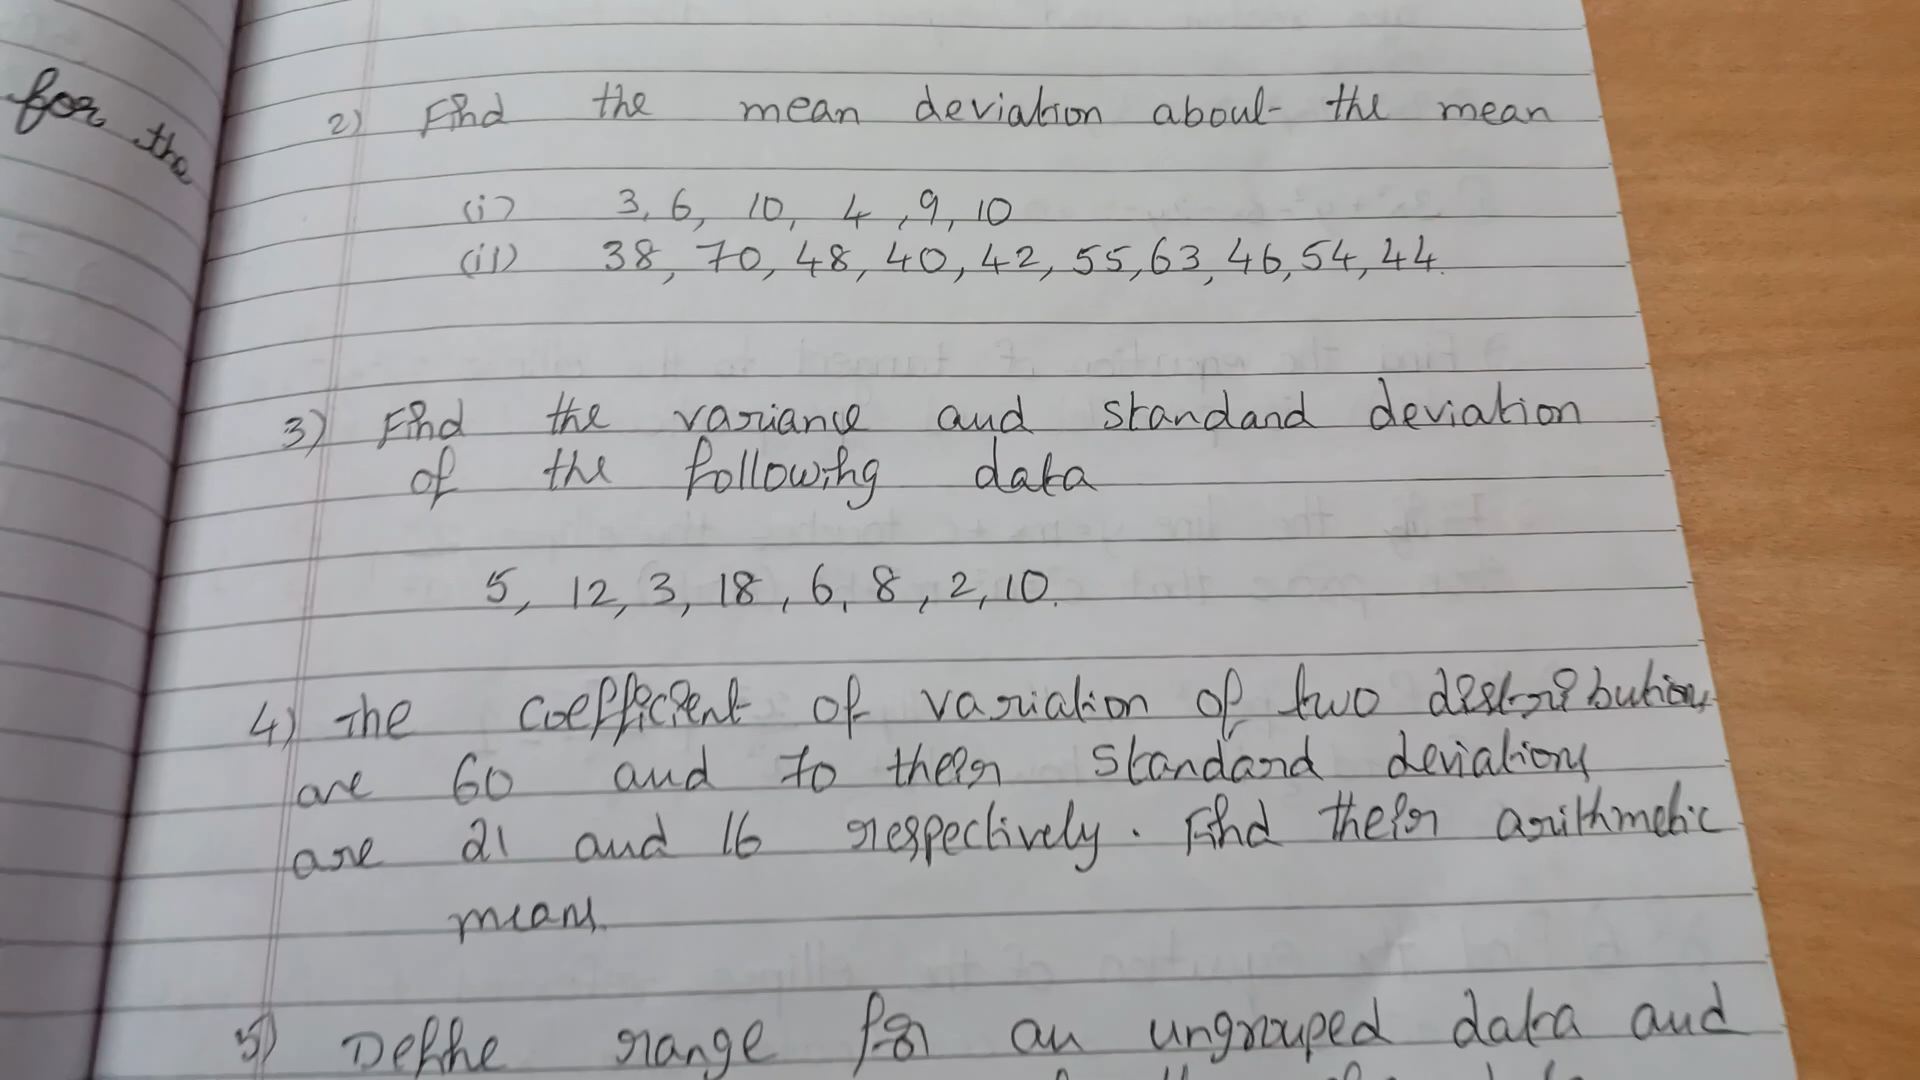 for the
2) Find the mean deviation about the mean
(i) 3, 6, 10, 4, 9, 10
(ii) 38, 70, 48, 40, 42, 55, 63, 46, 54, 44.
3) Find the variance and standard deviation
of the following data
5, 12, 3, 18, 6, 8, 2, 10.
4) The coefficient of variation of two distributions
are 60 and 70 their standard deviations
are 21 and 16 respectively. Find their arithmetic
means.
5) Define range for an ungrouped data and